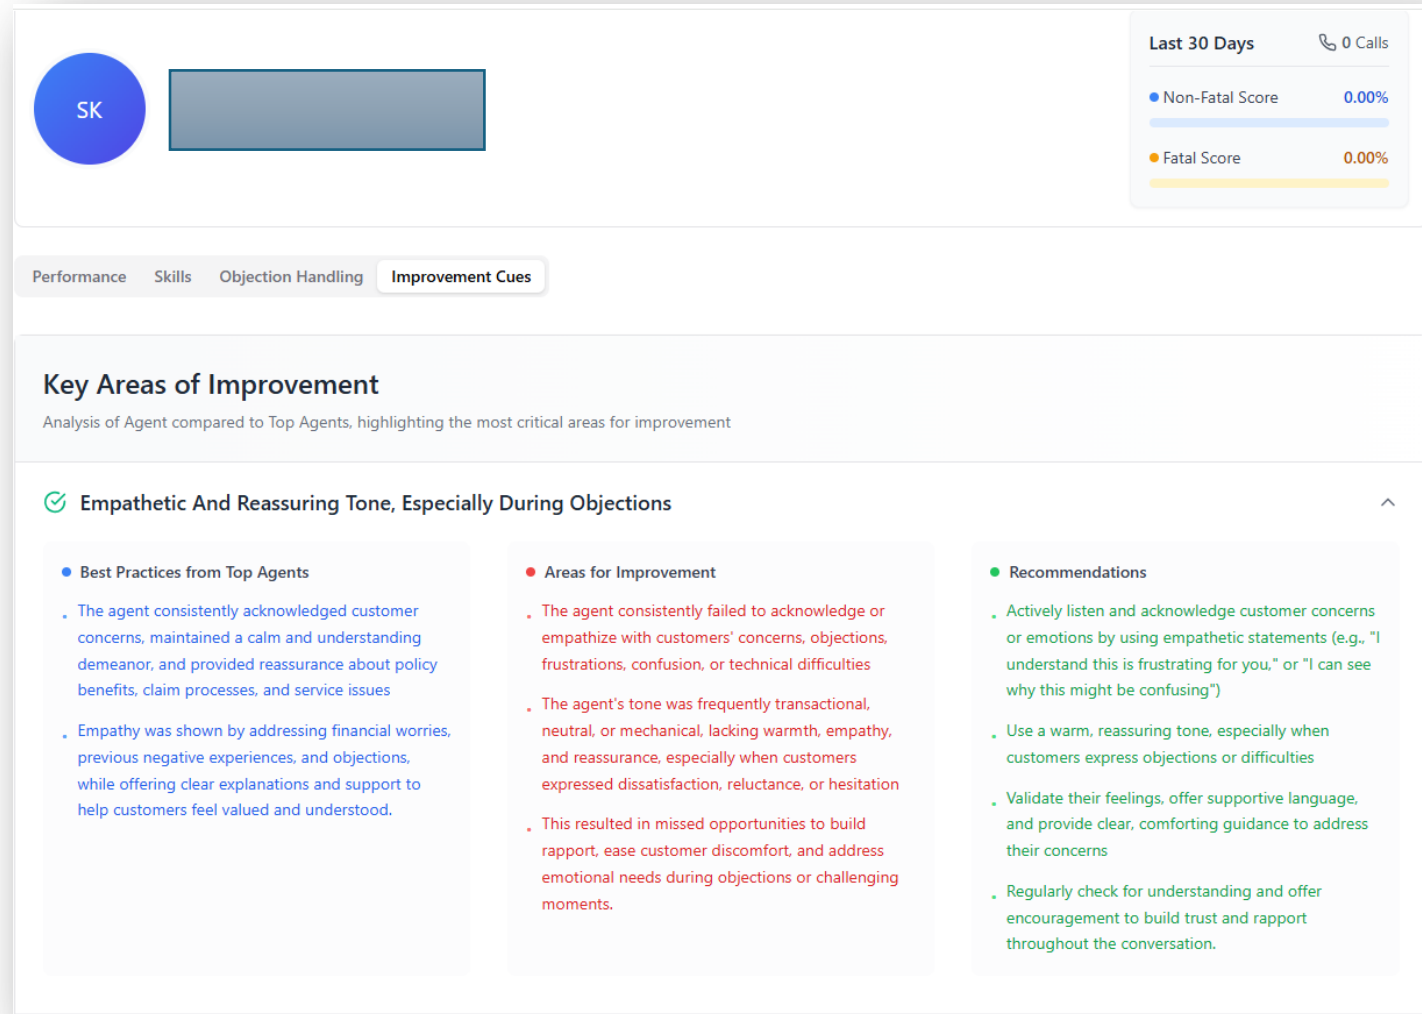 SK
Last 30 Days
0 Calls
Non-Fatal Score
0.00%
Fatal Score
0.00%
Performance
Skills
Objection Handling
Improvement Cues
Key Areas of Improvement
Analysis of Agent compared to Top Agents, highlighting the most critical areas for improvement
Empathetic And Reassuring Tone, Especially During Objections
Best Practices from Top Agents
The agent consistently acknowledged customer
concerns, maintained a calm and understanding
demeanor, and provided reassurance about policy
benefits, claim processes, and service issues
Empathy was shown by addressing financial worries,
previous negative experiences, and objections,
while offering clear explanations and support to
help customers feel valued and understood.
Areas for Improvement
The agent consistently failed to acknowledge or
empathize with customers' concerns, objections,
frustrations, confusion, or technical difficulties
The agent's tone was frequently transactional,
neutral, or mechanical, lacking warmth, empathy,
and reassurance, especially when customers
expressed dissatisfaction, reluctance, or hesitation
This resulted in missed opportunities to build
rapport, ease customer discomfort, and address
emotional needs during objections or challenging
moments.
Recommendations
Actively listen and acknowledge customer concerns
or emotions by using empathetic statements (e.g., "I
understand this is frustrating for you," or "I can see
why this might be confusing")
Use a warm, reassuring tone, especially when
customers express objections or difficulties
Validate their feelings, offer supportive language,
and provide clear, comforting guidance to address
their concerns
Regularly check for understanding and offer
encouragement to build trust and rapport
throughout the conversation.